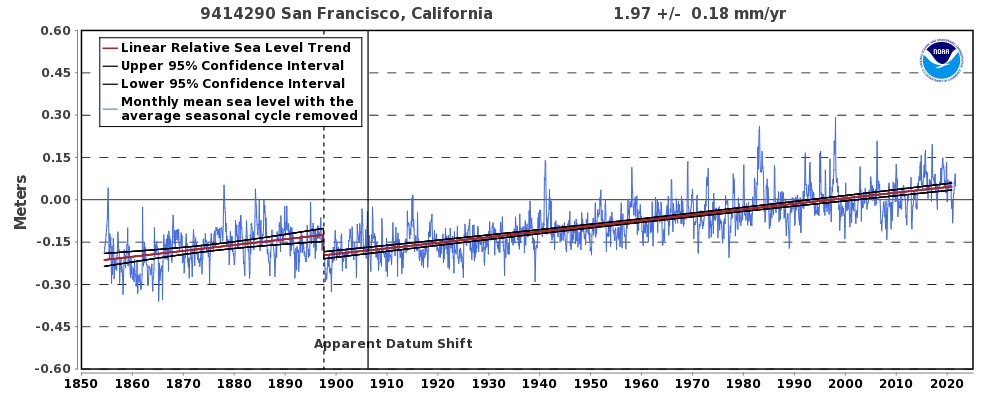 9414290 San Francisco, California 1.97 +/- 0.18 mm/yr
0.60
0.45
0.30
0.15
0.00
-0.15
-0.30
-0.45
-0.60
Meters
Linear Relative Sea Level Trend
Upper 95% Confidence Interval
Lower 95% Confidence Interval
Monthly mean sea level with the
average seasonal cycle removed
NOAA
Apparent Datum Shift
1850 1860 1870 1880 1890 1900 1910 1920 1930 1940 1950 1960 1970 1980 1990 2000 2010 2020